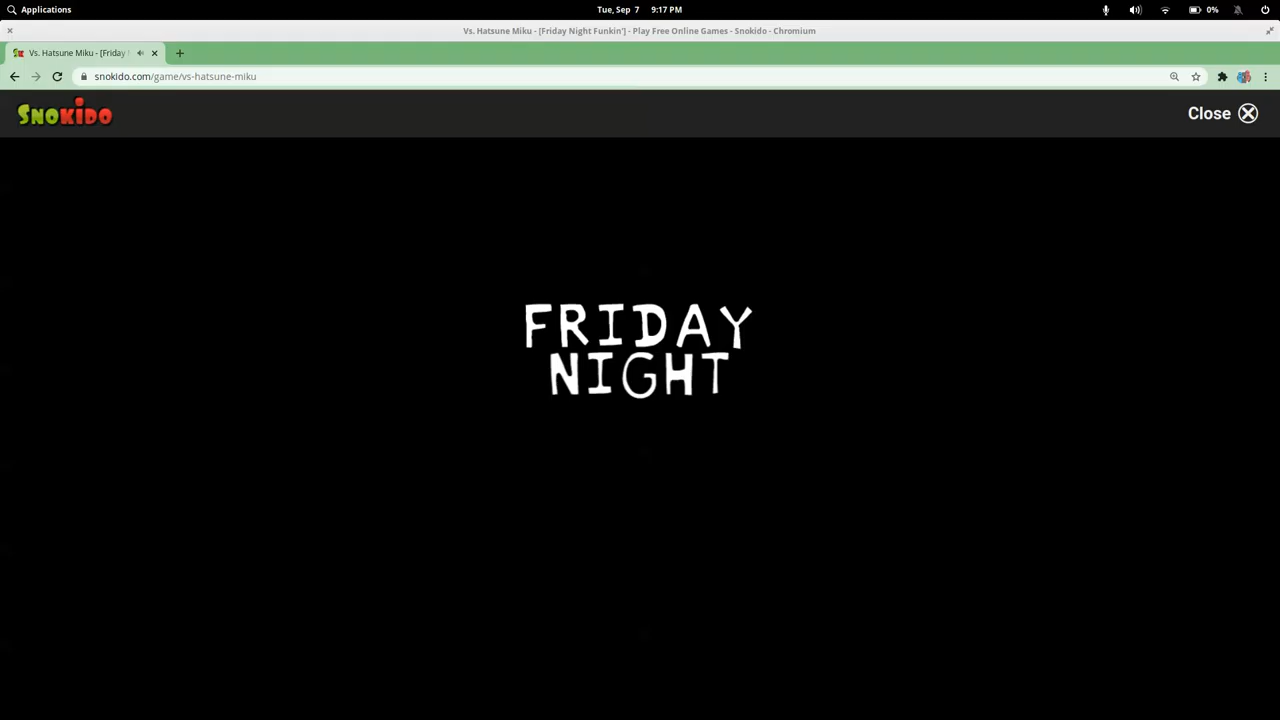 Applications
Tue, Sep 7 9:17 PM
0%
Vs. Hatsune Miku - [Friday Night Funkin'] - Play Free Online Games - Snokido - Chromium
Vs. Hatsune Miku - [Friday
snokido.com/game/vs-hatsune-miku
SNOKIDO
Close
FRIDAY
NIGHT